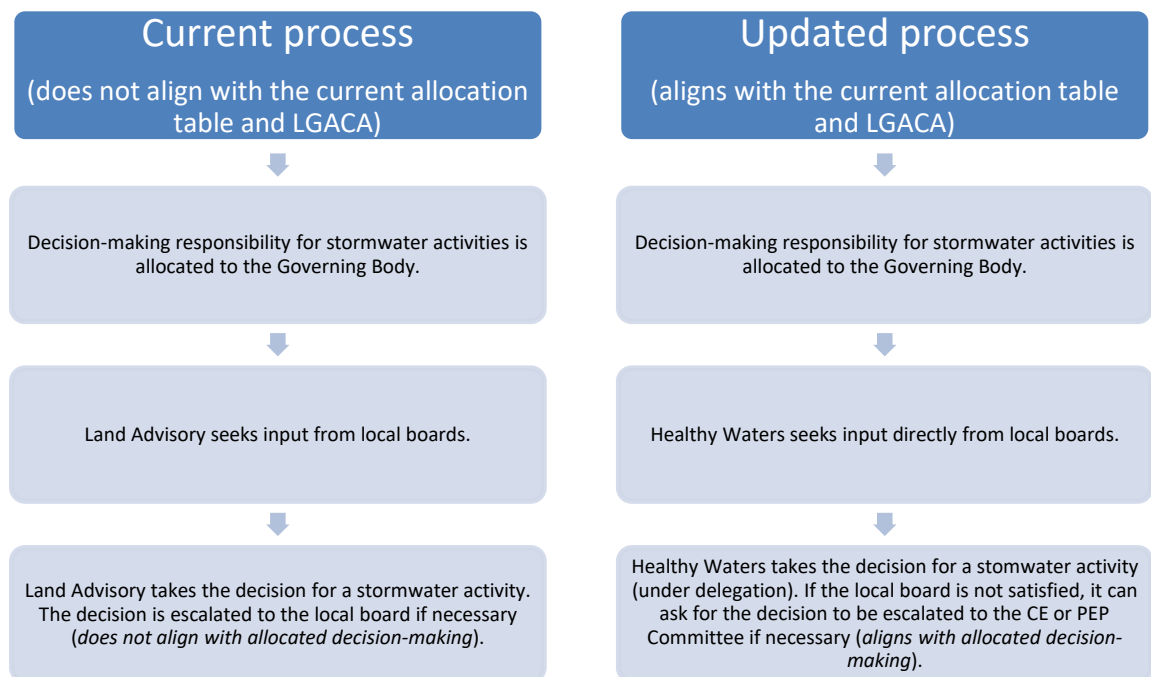 Current process
(does not align with the current allocation
table and LGACA)
Decision-making responsibility for stormwater activities is
allocated to the Governing Body.
Land Advisory seeks input from local boards.
Land Advisory takes the decision for a stormwater activity.
The decision is escalated to the local board if necessary
(does not align with allocated decision-making).
Updated process
(aligns with the current allocation table
and LGACA)
Decision-making responsibility for stormwater activities is
allocated to the Governing Body.
Healthy Waters seeks input directly from local boards.
Healthy Waters takes the decision for a stomwater activity
(under delegation). If the local board is not satisfied, it can
ask for the decision to be escalated to the CE or PEP
Committee if necessary (aligns with allocated decision-
making).